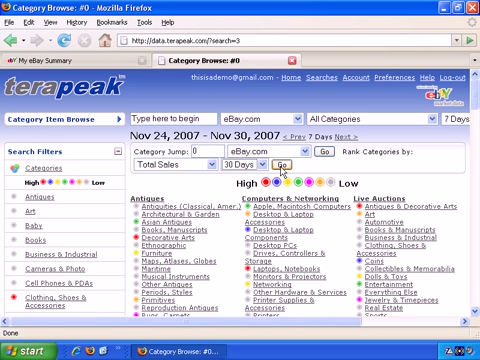 Category Browse: #0 - Mozilla Firefox
File Edit View History Bookmarks Tools Help
http://data.terapeak.com/?search=3
My eBay Summary
Category Browse: #0
terapeak
thisisademo@gmail.com - Home Searches Account Preferences Help Log-out
ebY
market data
Category Item Browse
Type here to begin
eBay.com
All Categories
7 Days
Nov 24, 2007 - Nov 30, 2007 < Prev 7 Days Next >
Search Filters
Category Jump: 0 eBay.com Go Rank Categories by:
Total Sales 30 Days Go
Categories
High Low
High Low
Antiques
Art
Baby
Books
Business & Industrial
Cameras & Photo
Cell Phones & PDAs
Clothing, Shoes &
Accessories
Antiques
Antiquities (Classical, Amer.)
Architectural & Garden
Asian Antiques
Books, Manuscripts
Decorative Arts
Ethnographic
Furniture
Maps, Atlases, Globes
Maritime
Musical Instruments
Other Antiques
Periods, Styles
Primitives
Reproduction Antiques
Rugs, Carpets
Computers & Networking
Apple, Macintosh Computers
Desktop & Laptop
Accessories
Desktop & Laptop
Components
Desktop PCs
Drives, Controllers &
Storage
Laptops, Notebooks
Monitors & Projectors
Networking
Other Hardware & Services
Printer Supplies &
Accessories
Printers
Live Auctions
Antiques & Decorative Arts
Art
Automotive
Books & Manuscripts
Business & Industrial
Clothing, Shoes &
Accessories
Coins
Collectibles & Memorabilia
Dolls & Toys
Entertainment
Everything Else
Jewelry & Timepieces
Real Estate
Sports
Done
start
Category Browse: #0...